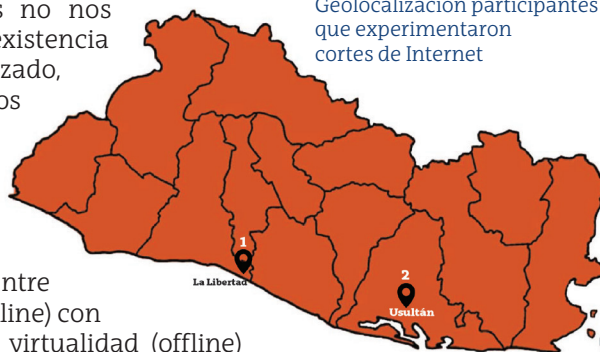 s no nos
existencia
zado,
os
ntre
line) con
virtualidad (offline)
Geolocalización participantes
que experimentaron
cortes de Internet
1
La Libertad
2
Usultán